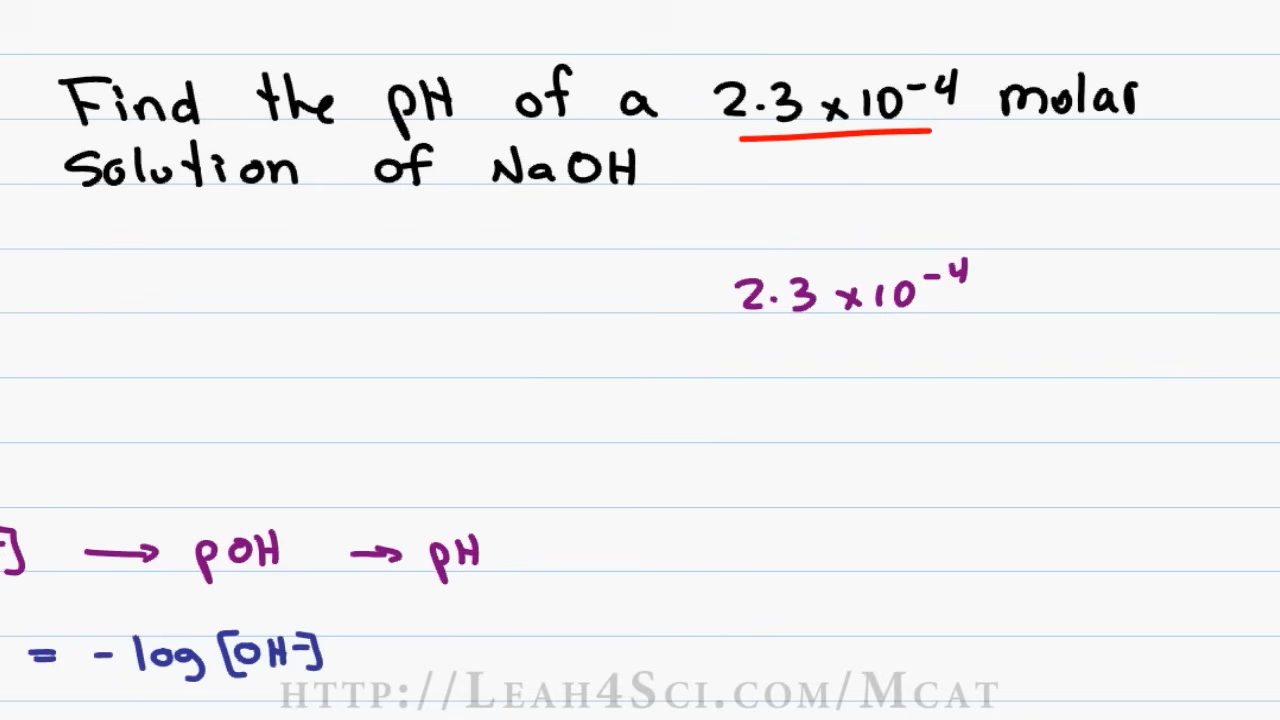 Find the pH of a 2.3 x 10⁻⁴ molar
solution of NaOH
2.3 x 10⁻⁴
-] → pOH → pH
= - log [OH-]
HTTP://LEAH4SCI.COM/MCAT